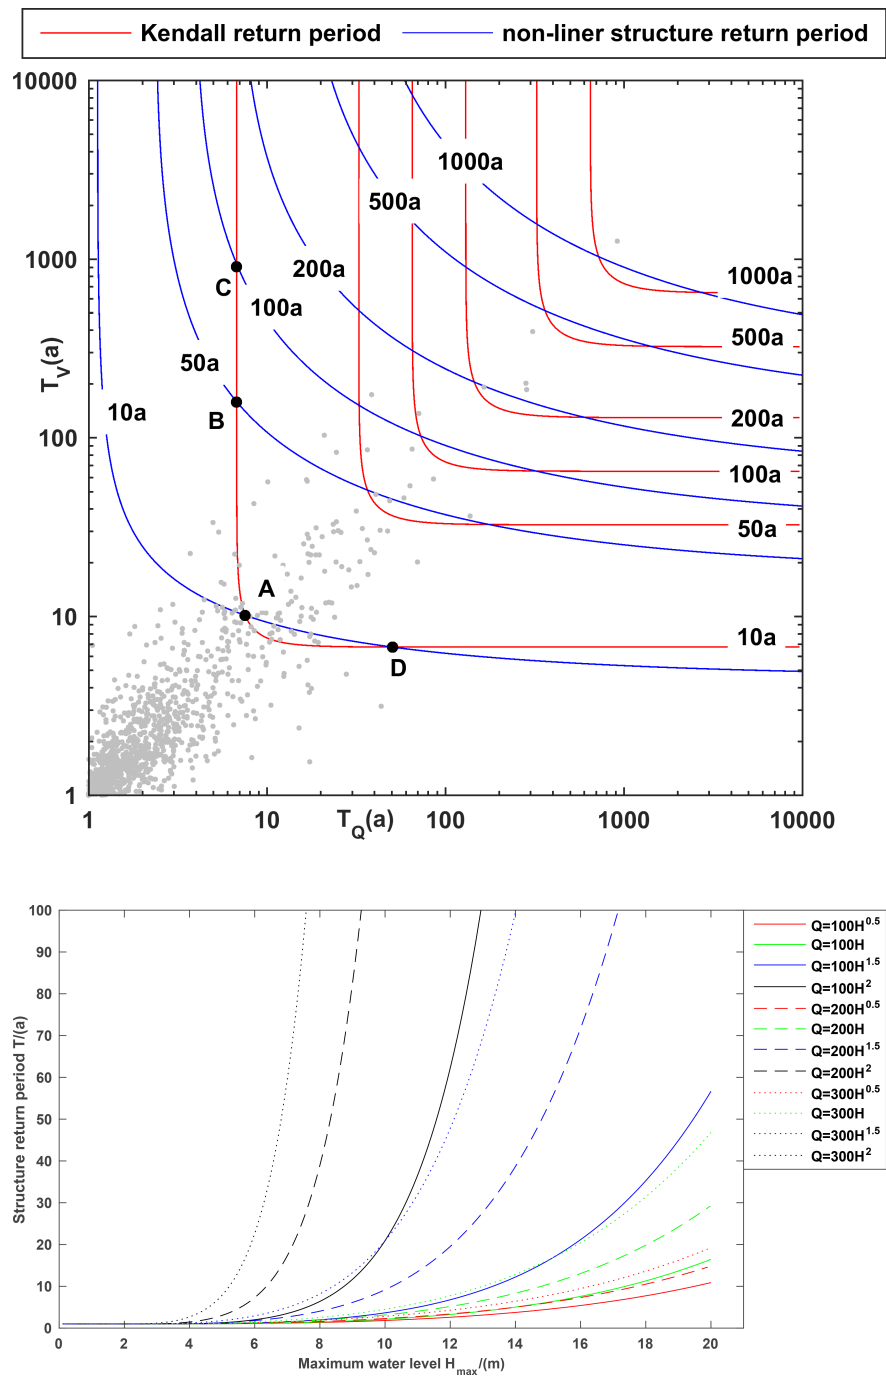 Kendall return period
non-liner structure return period
10000
1000
100
10
1
T_V(a)
1000a
500a
200a
100a
50a
10a
C
B
A
D
1000a
500a
200a
100a
50a
10a
1
10
100
1000
10000
T_Q(a)
100
90
80
70
60
50
40
30
20
10
0
Structure return period T/(a)
0
2
4
6
8
10
12
14
16
18
20
Maximum water level H_max/(m)
Q=100H^0.5
Q=100H
Q=100H^1.5
Q=100H^2
Q=200H^0.5
Q=200H
Q=200H^1.5
Q=200H^2
Q=300H^0.5
Q=300H
Q=300H^1.5
Q=300H^2